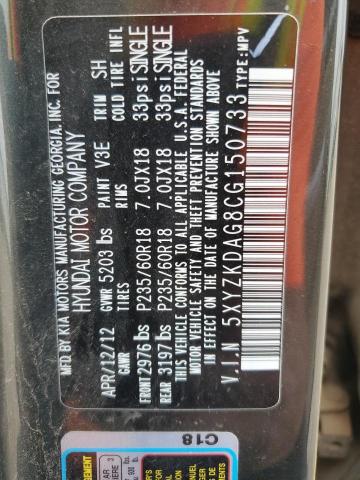 MFD. BY KIA MOTORS MANUFACTURING GEORGIA, INC. FOR
HYUNDAI MOTOR COMPANY
APR/12/12 PAINT V3E TRIM SH
GVWR 5203 lbs
GAWR TIRES RIMS COLD TIRE INFL
FRONT 2976 lbs P235/60R18 7.0JX18 33psi SINGLE
REAR 3197 lbs P235/60R18 7.0JX18 33psi SINGLE
THIS VEHICLE CONFORMS TO ALL APPLICABLE U.S.A. FEDERAL
MOTOR VEHICLE SAFETY AND THEFT PREVENTION STANDARDS
IN EFFECT ON THE DATE OF MANUFACTURE SHOWN ABOVE.
V.I.N 5XYZKDAG8CG150733 TYPE:MPV
C18